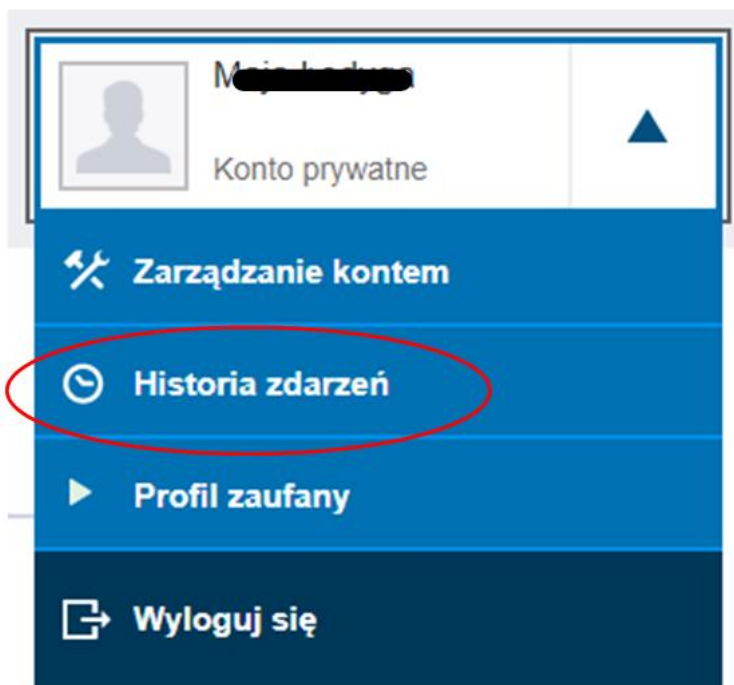 Konto prywatne
Zarządzanie kontem
Historia zdarzeń
Profil zaufany
Wyloguj się